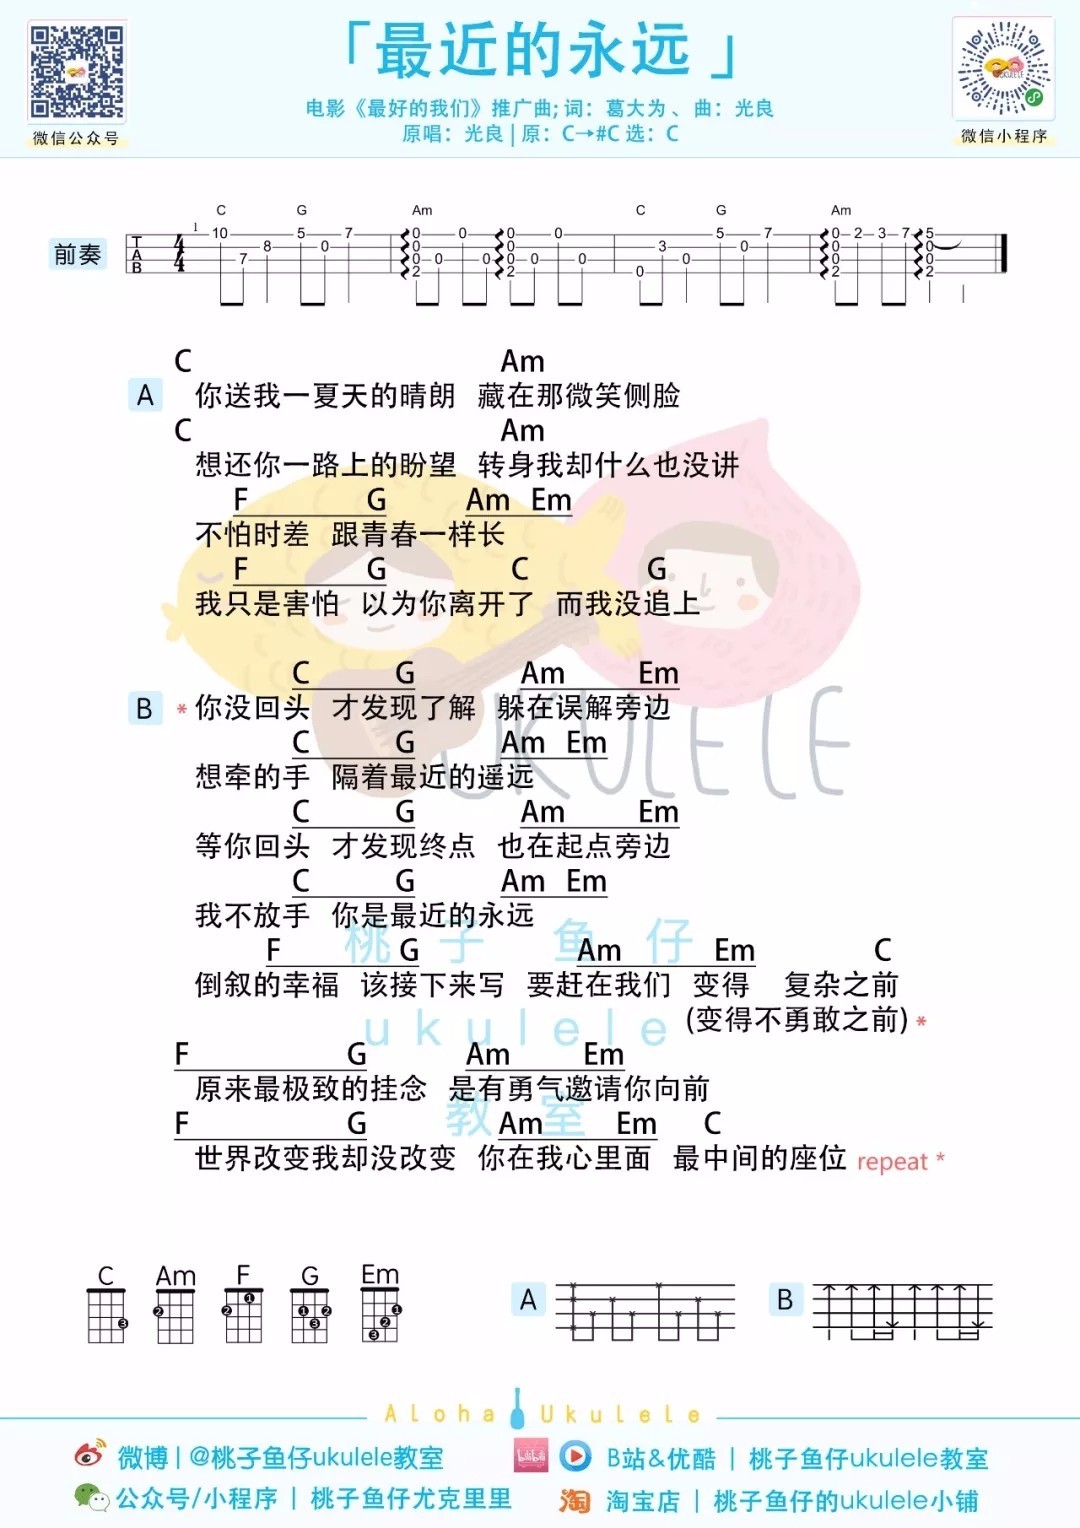 「最近的永远」
电影《最好的我们》推广曲; 词：葛大为 、曲：光良
原唱：光良 | 原：C→#C 选：C
微信公众号
微信小程序
UKULELE
C G Am C G Am
前奏
1
T A B 4 4
10 7 8 5 0 7 0 0 0 2 0 0 0 0 0 0 2 0 0 0 0 3 0 5 0 7 0 0 0 2 2 3 7 5 0 0 2
C Am
A 你送我一夏天的晴朗 藏在那微笑侧脸
C Am
想还你一路上的盼望 转身我却什么也没讲
F G Am Em
不怕时差 跟青春一样长
F G C G
我只是害怕 以为你离开了 而我没追上
C G Am Em
B * 你没回头 才发现了解 躲在误解旁边
C G Am Em
想牵的手 隔着最近的遥远
UKULELE
C G Am Em
等你回头 才发现终点 也在起点旁边
C G Am Em
我不放手 你是最近的永远
桃子鱼仔
F G Am Em C
倒叙的幸福 该接下来写 要赶在我们 变得 复杂之前
(变得不勇敢之前) *
ukulele
F G Am Em
原来最极致的挂念 是有勇气邀请你向前
教室
F G Am Em C
世界改变我却没改变 你在我心里面 最中间的座位 repeat *
C Am F G Em
3 2 2 1 1 2 3 1 2 3
A B
Aloha Ukulele
微博 | @桃子鱼仔ukulele教室
bilibili B站&优酷 | 桃子鱼仔ukulele教室
公众号/小程序 | 桃子鱼仔尤克里里
淘 淘宝店 | 桃子鱼仔的ukulele小铺